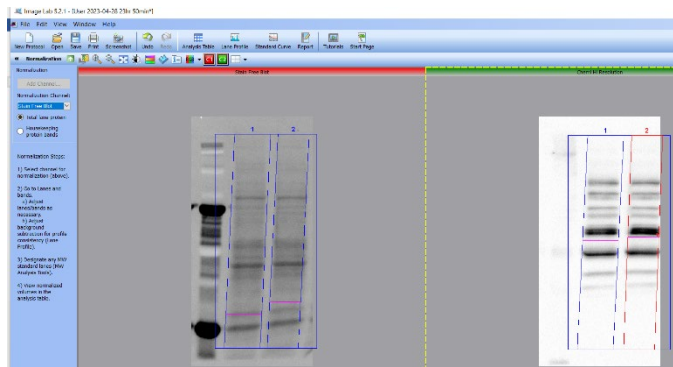 Image Lab 5.2.1 - [User 2023-04-28 23hr 50min*]
File Edit View Window Help
New Protocol Open Save Print Screenshot Undo Redo Analysis Table Lane Profile Standard Curve Report Tutorials Start Page
Normalization
Normalization
Stain Free Blot
Chemi Hi Resolution
Add Channel...
Normalization Channel:
Stain Free Blot
Total lane protein
Housekeeping
protein bands
Normalization Steps:
1) Select channel for
normalization (above).
2) Go to Lanes and
bands.
a) Adjust
lanes/bands as
necessary.
b) Adjust
background
subtraction for profile
consistency (Lane
Profile).
3) Designate any MW
standard lanes (MW
Analysis Tools).
4) View normalized
volumes in the
analysis table.
1 2
1 2